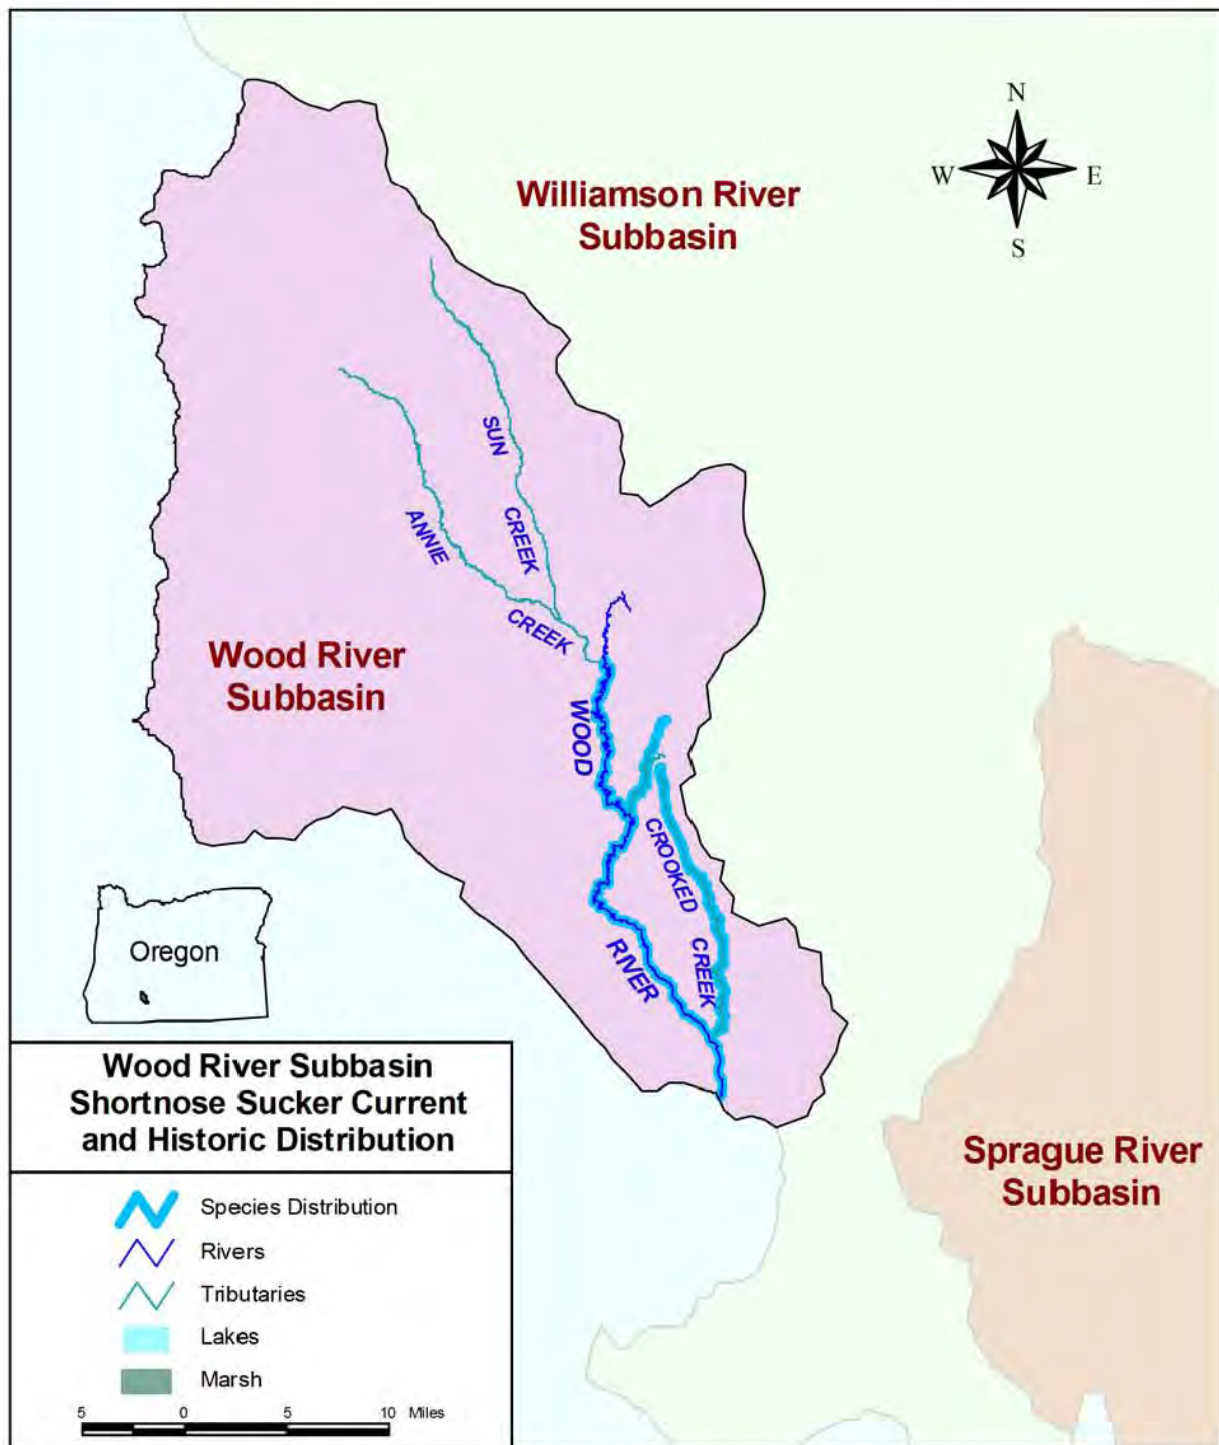 N
W
E
S
Williamson River
Subbasin
SUN
CREEK
ANNIE
CREEK
Wood River
Subbasin
WOOD
RIVER
CROOKED
CREEK
Oregon
Sprague River
Subbasin
Wood River Subbasin
Shortnose Sucker Current
and Historic Distribution
Species Distribution
Rivers
Tributaries
Lakes
Marsh
5 0 5 10 Miles